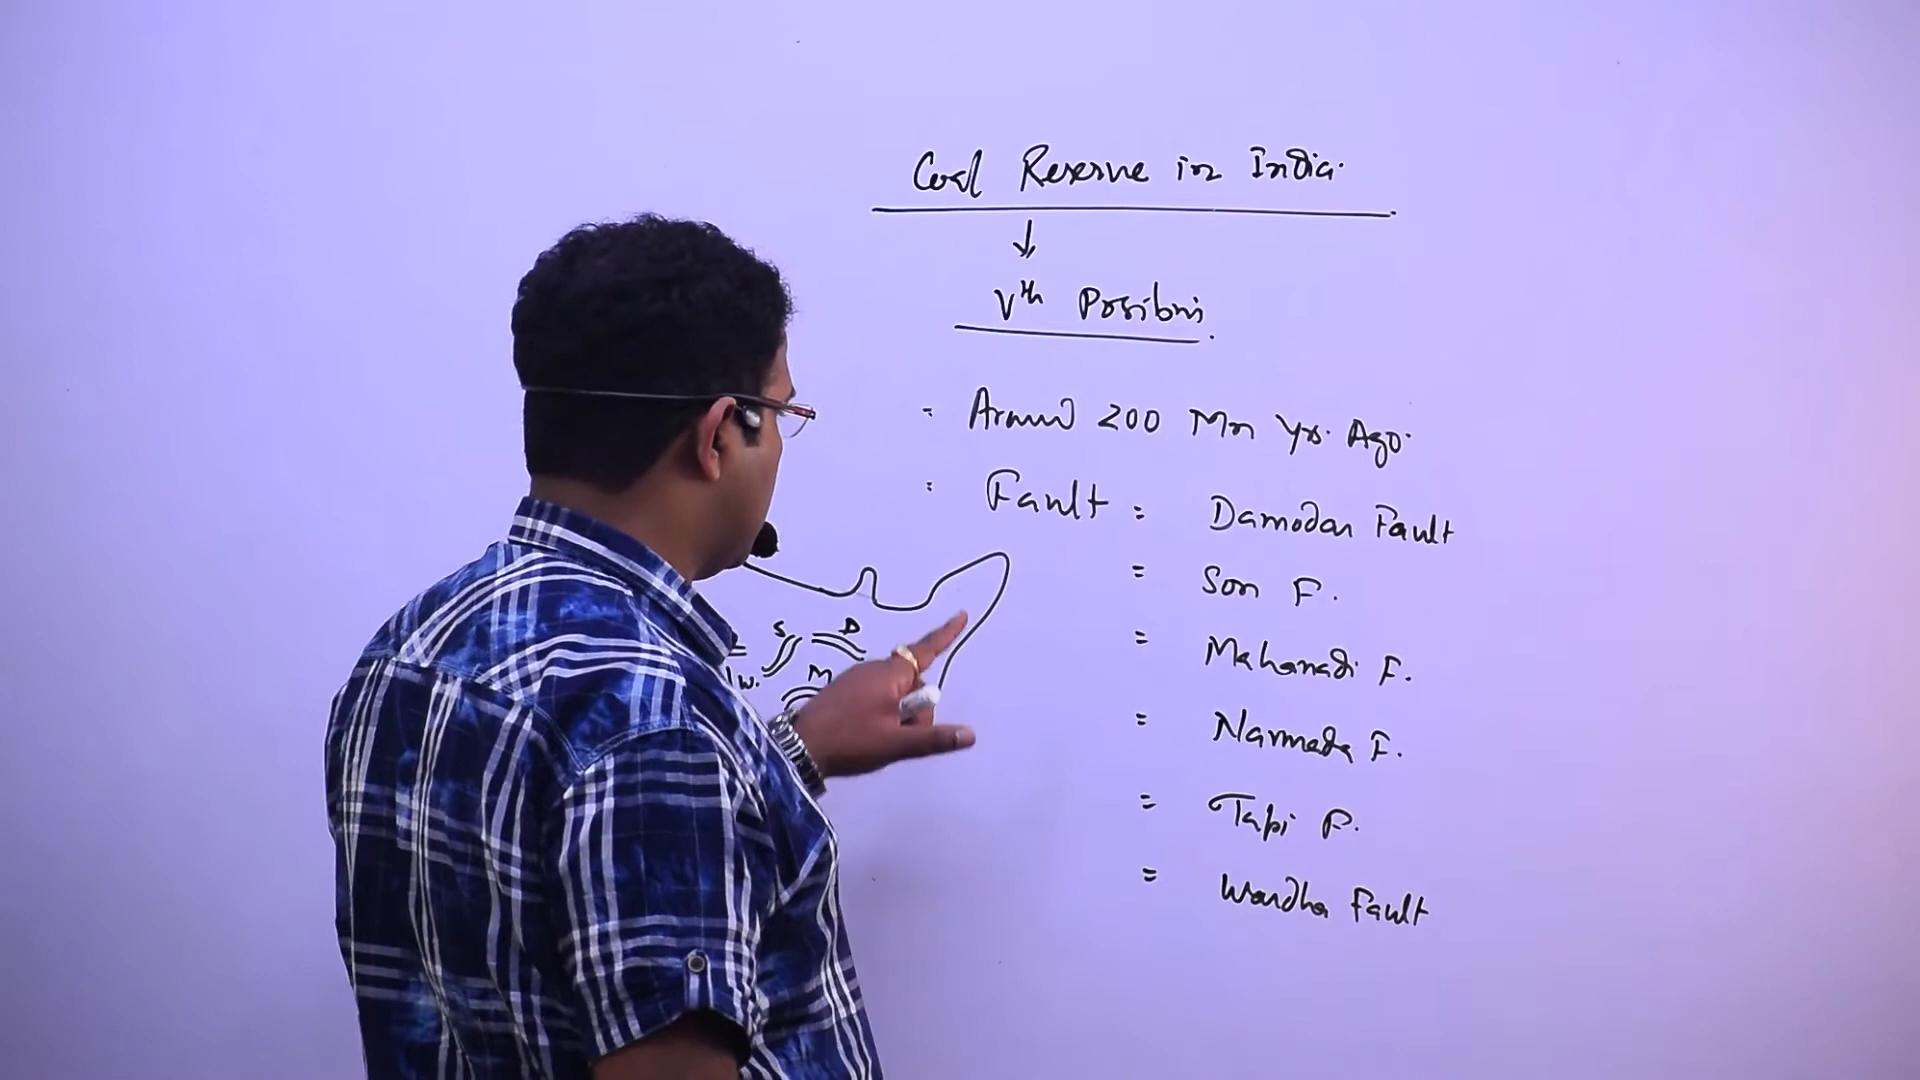 Coal Reserve in India.
↓
Vth Position.
= Around 200 Mn Yrs. Ago.
= Fault = Damodar Fault
= Son F.
= Mahanadi F.
= Narmada F.
= Tapi F.
= Wardha Fault
S D
W. M